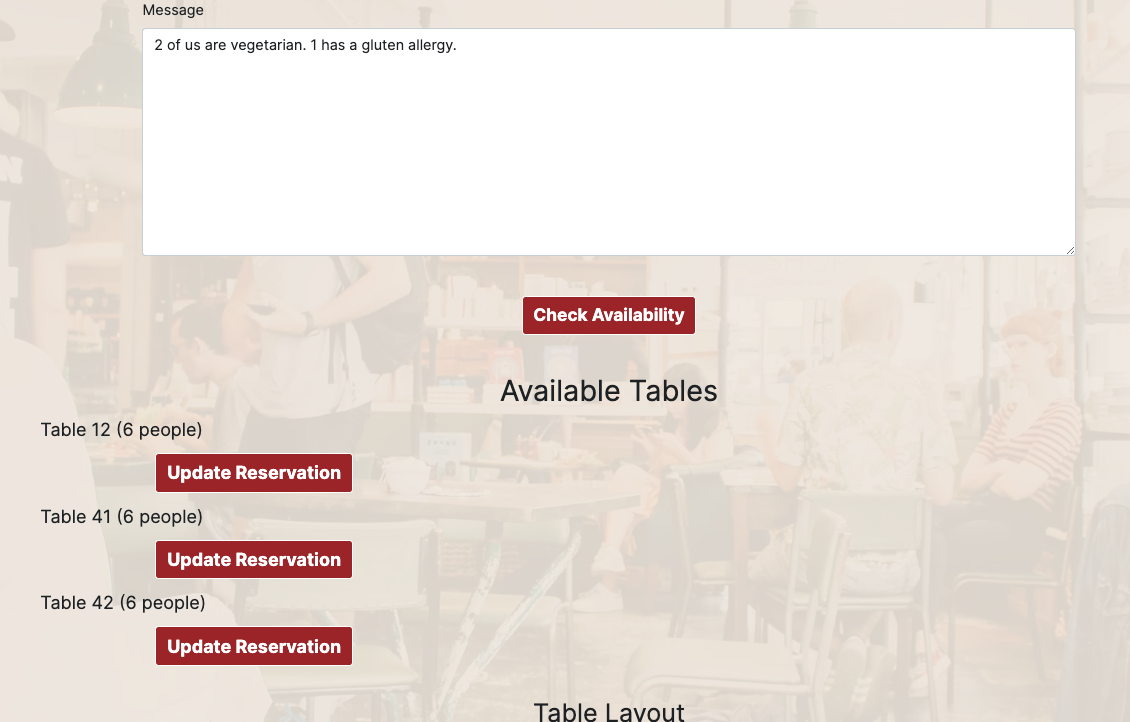 Message
2 of us are vegetarian. 1 has a gluten allergy.
Check Availability
Available Tables
Table 12 (6 people)
Update Reservation
Table 41 (6 people)
Update Reservation
Table 42 (6 people)
Update Reservation
Table Layout